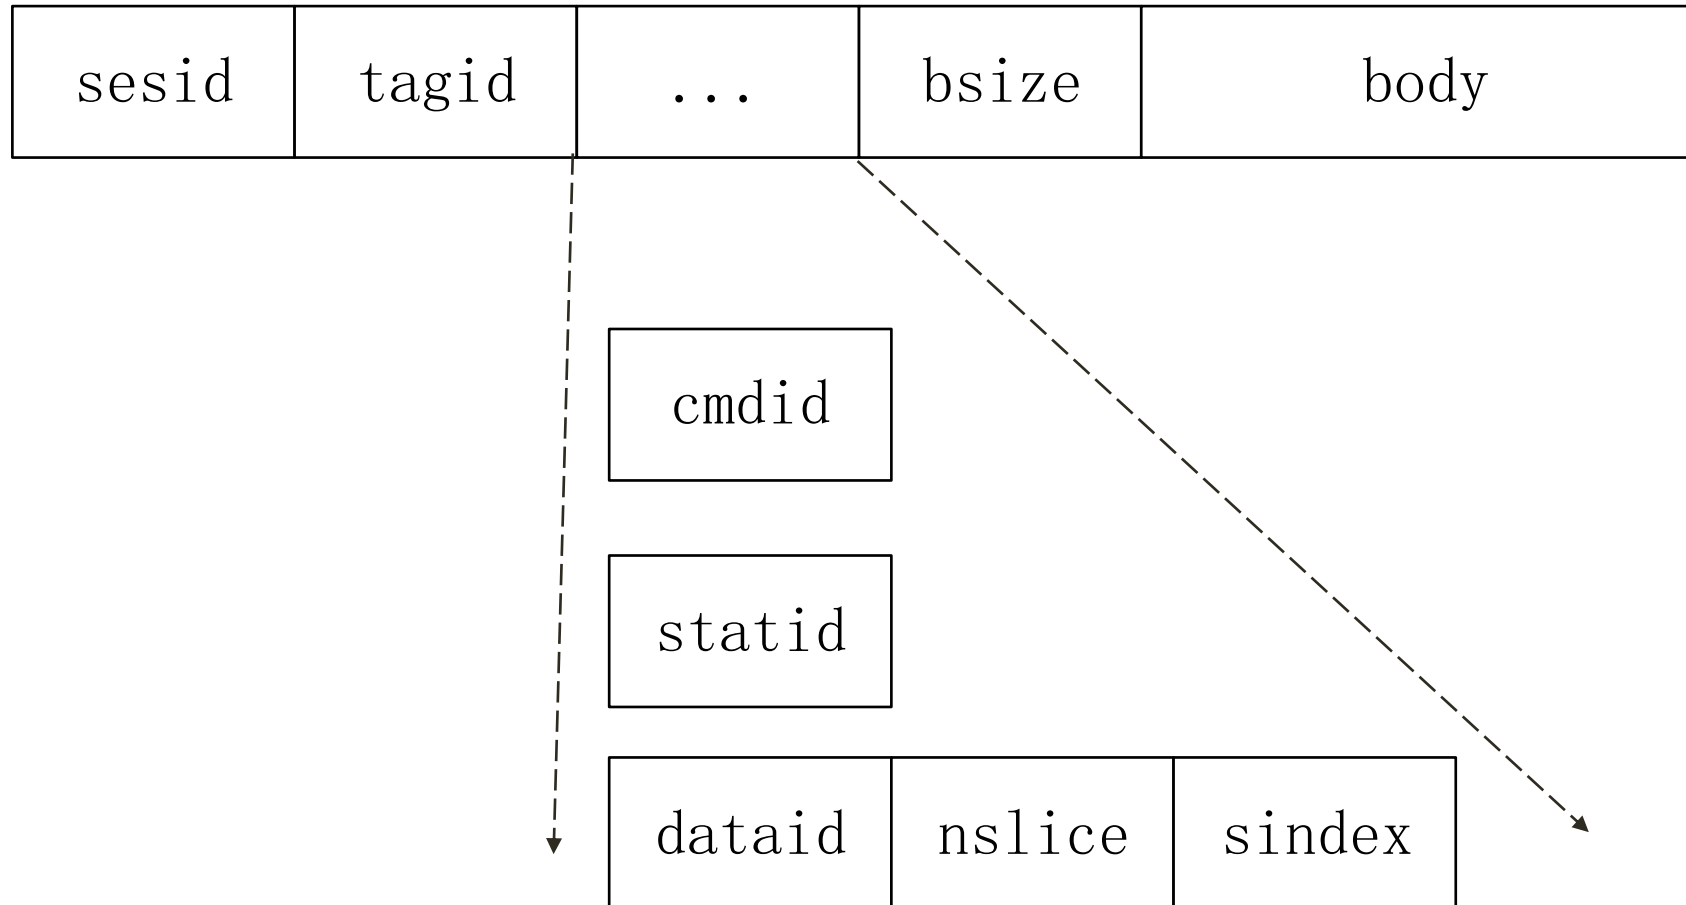 sesid tagid ... bsize body
cmdid
statid
dataid nslice sindex